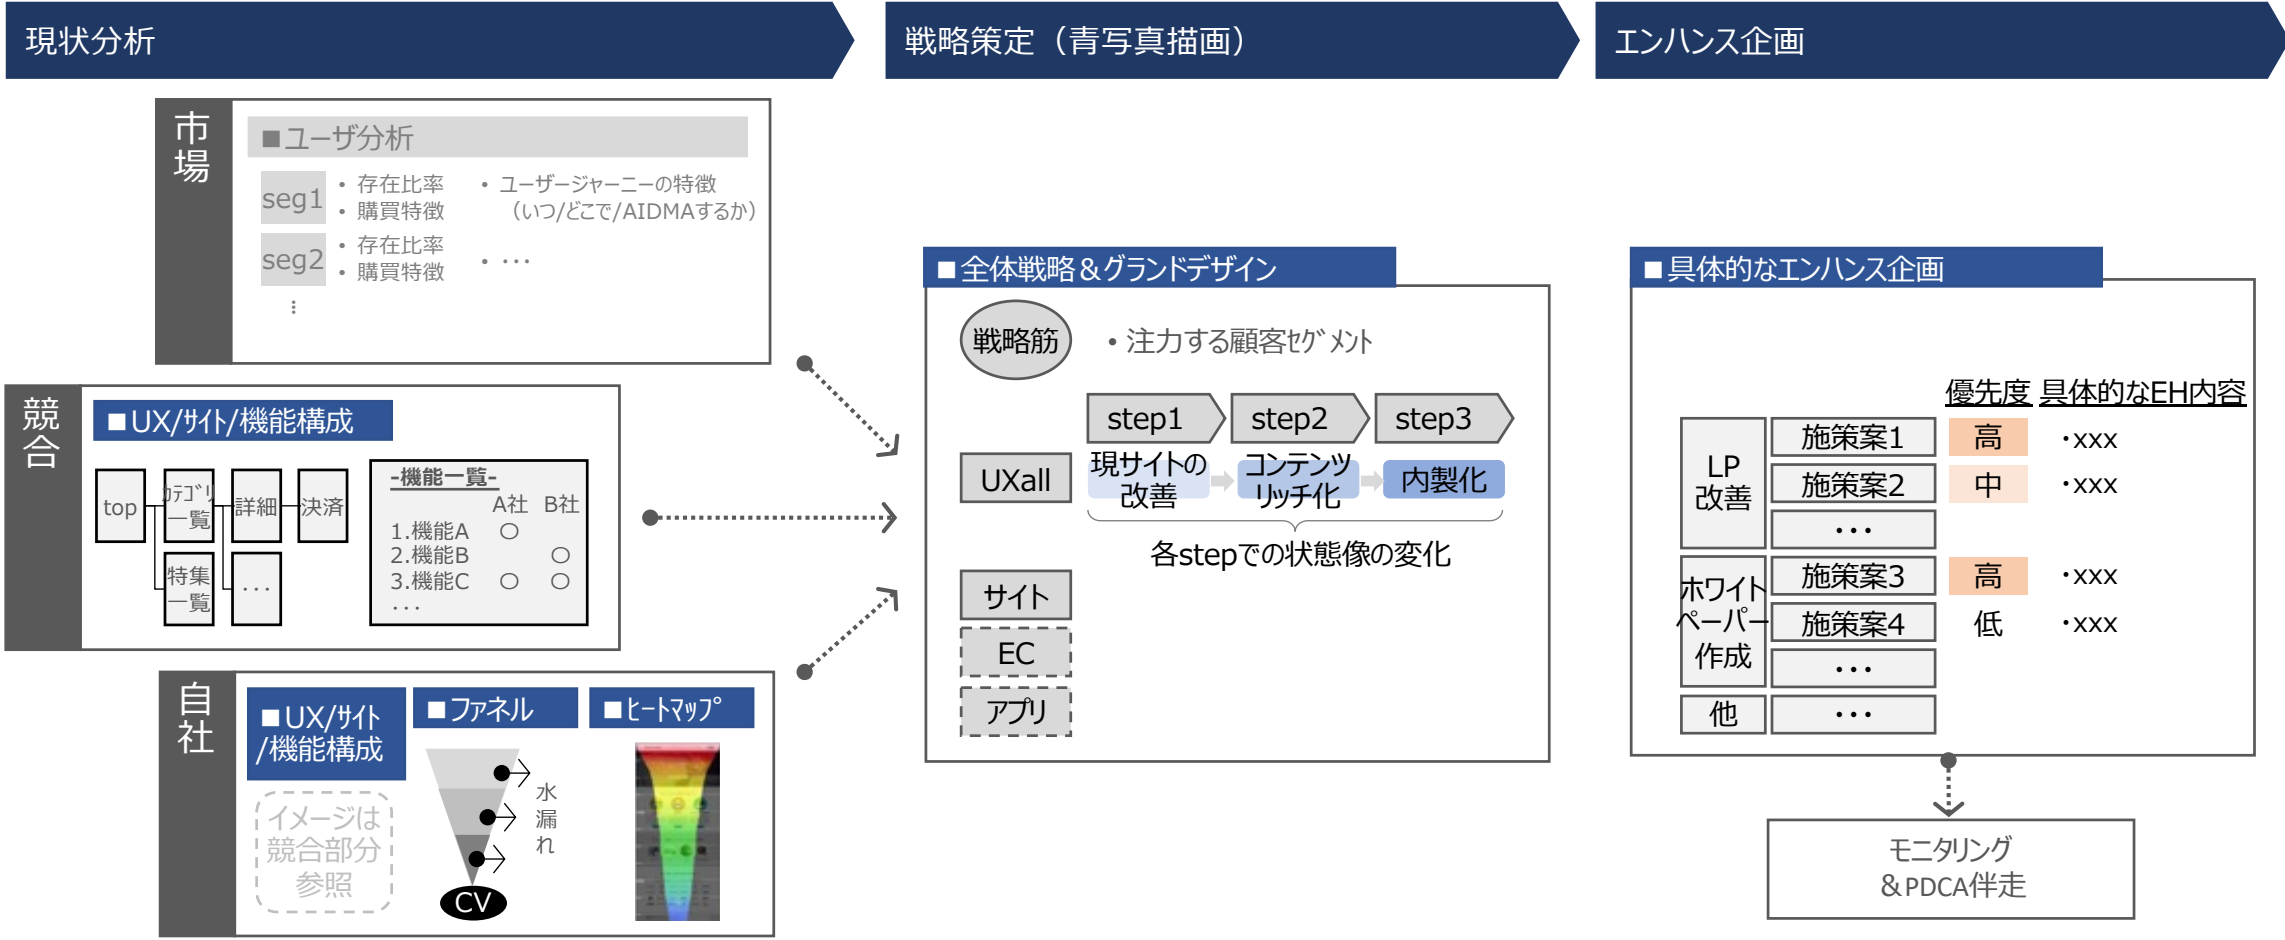 現状分析
戦略策定（青写真描画）
エンハンス企画
市場
■ユーザ分析
seg1
・存在比率
・購買特徴
・ユーザージャーニーの特徴
（いつ/どこで/AIDMAするか）
seg2
・存在比率
・購買特徴
・…
…
競合
■UX/ｻｲﾄ/機能構成
top
ｶﾃｺﾞﾘ
一覧
詳細
決済
特集
一覧
...
-機能一覧-
A社 B社
1.機能A 〇
2.機能B 〇
3.機能C 〇 〇
...
自社
■UX/ｻｲﾄ
/機能構成
イメージは
競合部分
参照
■ファネル
水漏れ
CV
■ﾋｰﾄﾏｯﾌﾟ
■全体戦略＆グランドデザイン
戦略筋
・注力する顧客ｾｸﾞﾒﾝﾄ
step1
step2
step3
UXall
現サイトの
改善
コンテンツ
リッチ化
内製化
各stepでの状態像の変化
サイト
EC
アプリ
■具体的なエンハンス企画
優先度 具体的なEH内容
LP
改善
施策案1 高 ・xxx
施策案2 中 ・xxx
・・・
ホワイト
ペーパー
作成
施策案3 高 ・xxx
施策案4 低 ・xxx
・・・
他
・・・
モニタリング
＆PDCA伴走